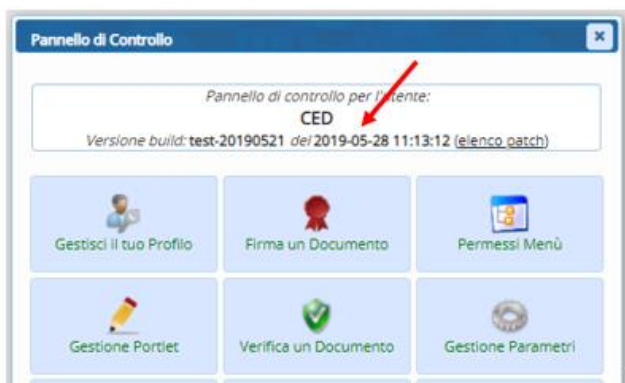 Pannello di Controllo
Pannello di controllo per l'utente:
CED
Versione build: test-20190521 del 2019-05-28 11:13:12 (elenco patch)
Gestisci il tuo Profilo
Firma un Documento
Permessi Menù
Gestione Portlet
Verifica un Documento
Gestione Parametri